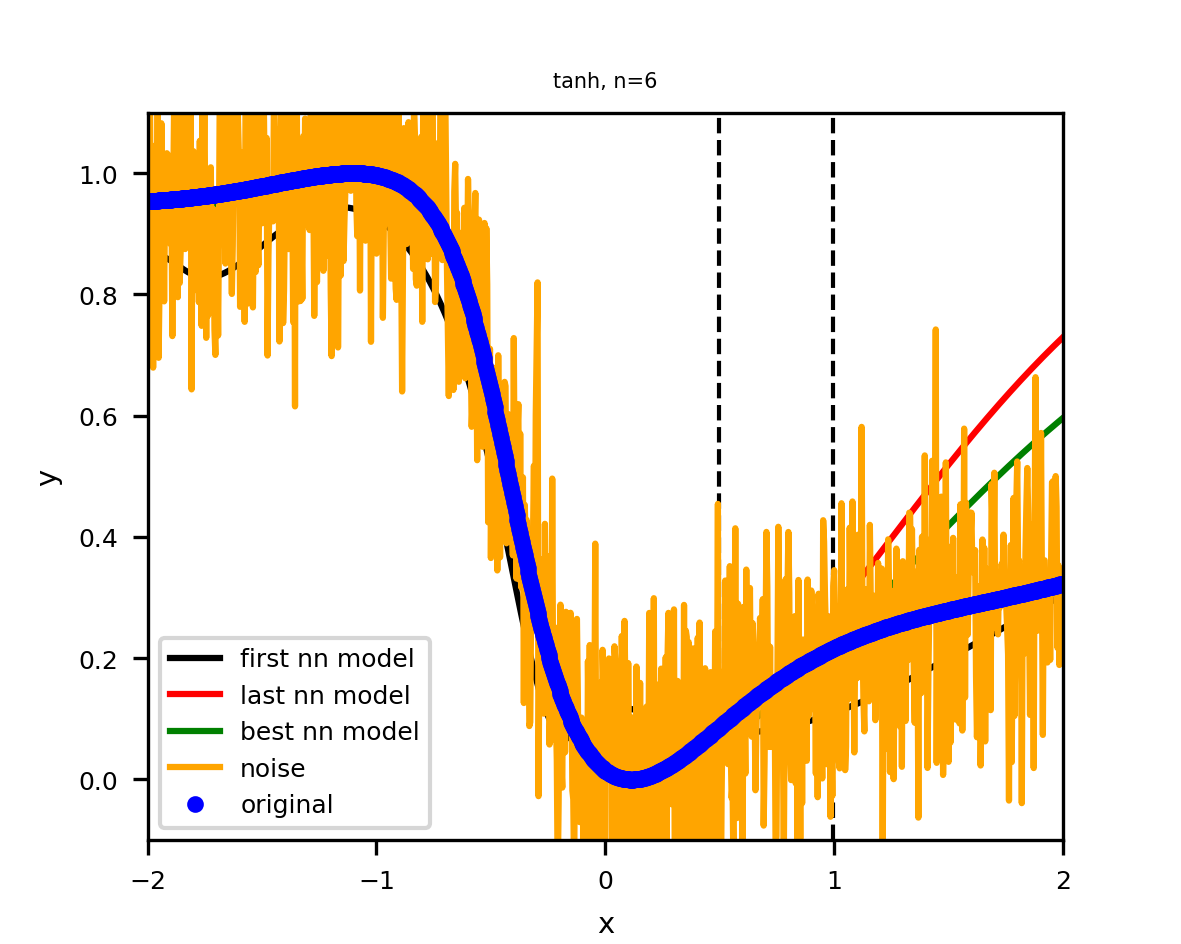 tanh, n=6
y
1.0
0.8
0.6
0.4
0.2
0.0
first nn model
last nn model
best nn model
noise
original
−2
−1
0
1
2
x